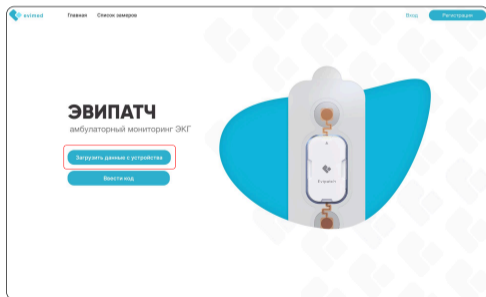 evimed
Главная
Список замеров
Вход
Регистрация
ЭВИПАТЧ
амбулаторный мониторинг ЭКГ
Загрузить данные с устройства
Ввести код